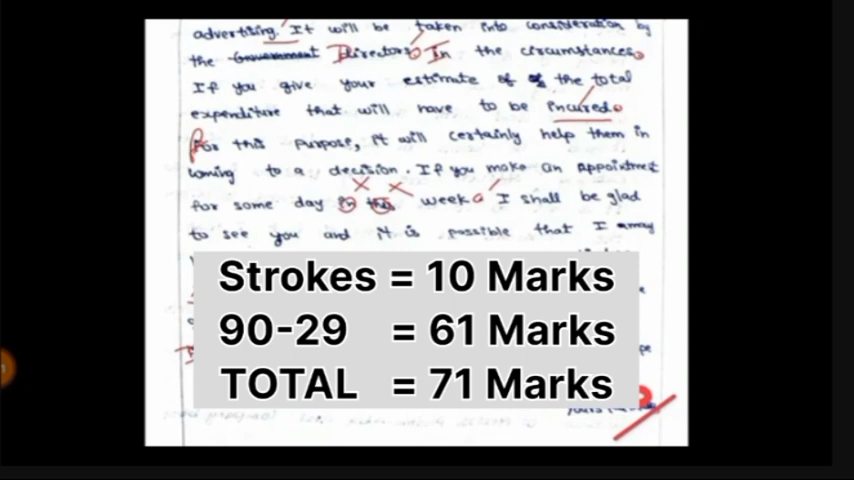 advertising. It will be taken into consideration by
the Government Directors In the circumstances.
If you give your estimate of the total
expenditure that will have to be incured.
For this purpose, it will certainly help them in
coming to a decision. If you make an appointment
for some day in this week I shall be glad
to see you and it is possible that I away
Strokes = 10 Marks
90-29 = 61 Marks
TOTAL = 71 Marks